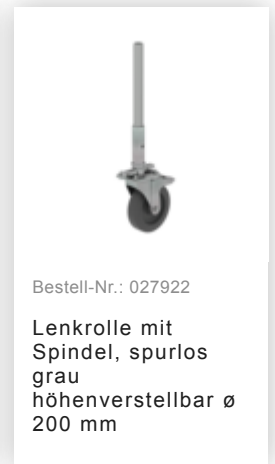 Bestell-Nr.: 027922
Lenkrolle mit
Spindel, spurlos
grau
höhenverstellbar ø
200 mm